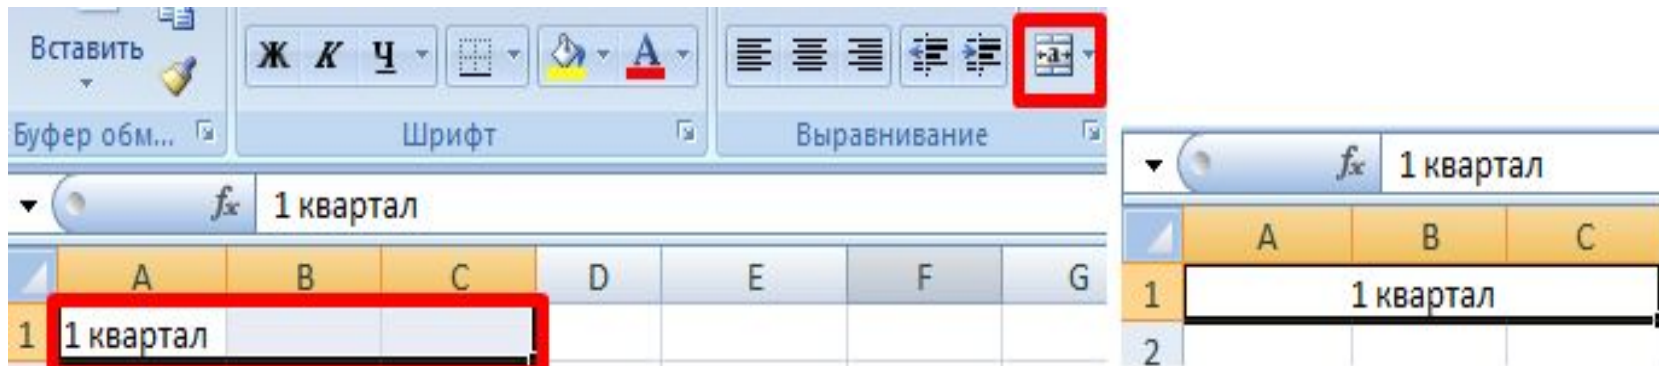 Вставить
Ж К Ч А
а
Буфер обм... Шрифт Выравнивание
fx 1 квартал
A B C D E F G
1 1 квартал
fx 1 квартал
A B C
1 1 квартал
2